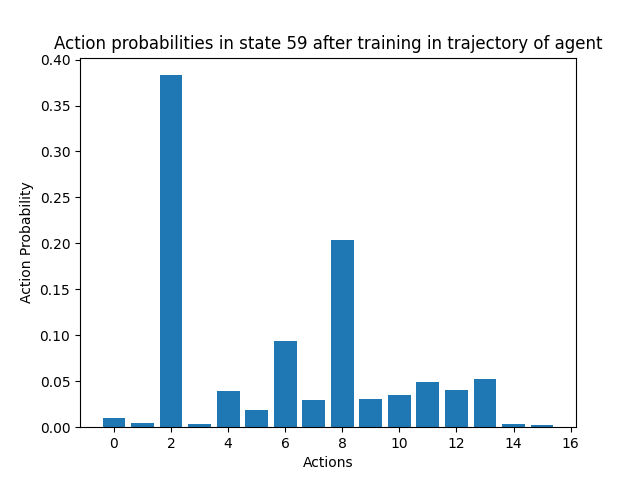 Action probabilities in state 59 after training in trajectory of agent
0.40
0.35
0.30
0.25
0.20
0.15
0.10
0.05
0.00
Action Probability
0 2 4 6 8 10 12 14 16
Actions